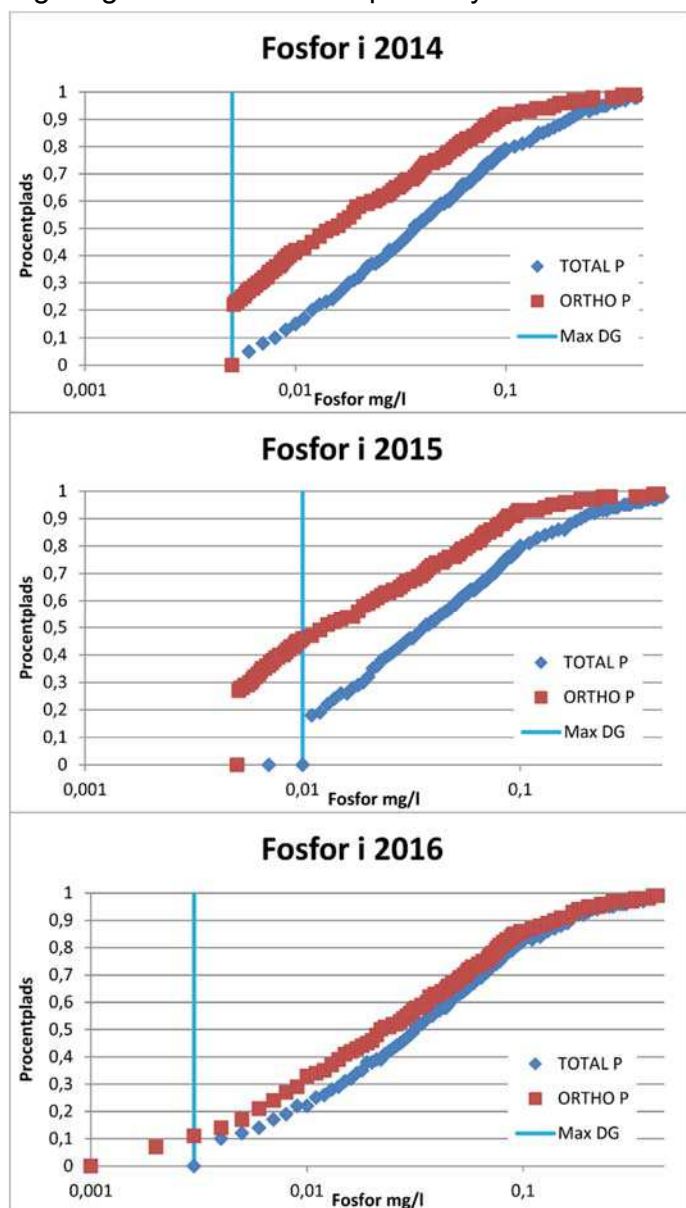 Fosfor i 2014
Procentplads
1
0,9
0,8
0,7
0,6
0,5
0,4
0,3
0,2
0,1
0
TOTAL P
ORTHO P
Max DG
0,001
0,01
0,1
Fosfor mg/l
Fosfor i 2015
Procentplads
1
0,9
0,8
0,7
0,6
0,5
0,4
0,3
0,2
0,1
0
TOTAL P
ORTHO P
Max DG
0,001
0,01
0,1
Fosfor mg/l
Fosfor i 2016
Procentplads
1
0,9
0,8
0,7
0,6
0,5
0,4
0,3
0,2
0,1
0
TOTAL P
ORTHO P
Max DG
0,001
0,01
0,1
Fosfor mg/l